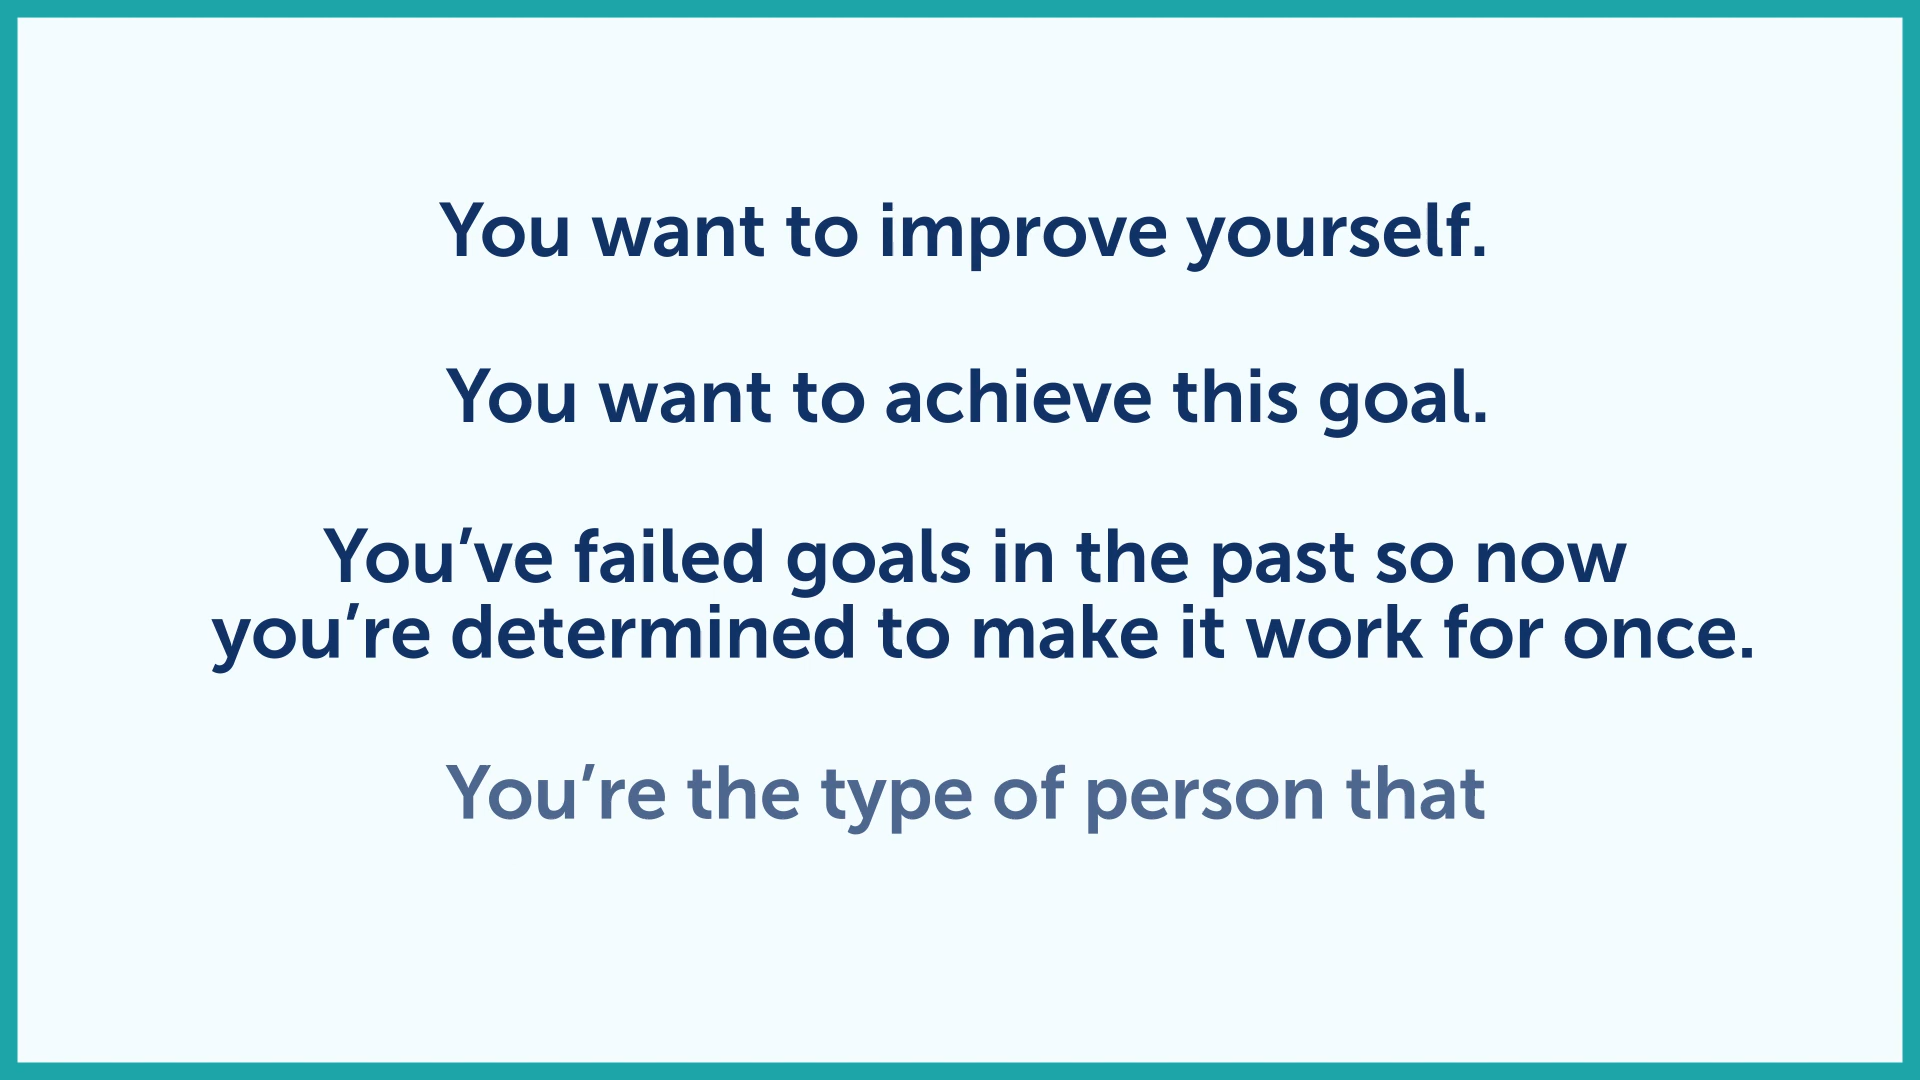 You want to improve yourself.
You want to achieve this goal.
You’ve failed goals in the past so now
you’re determined to make it work for once.
You’re the type of person that